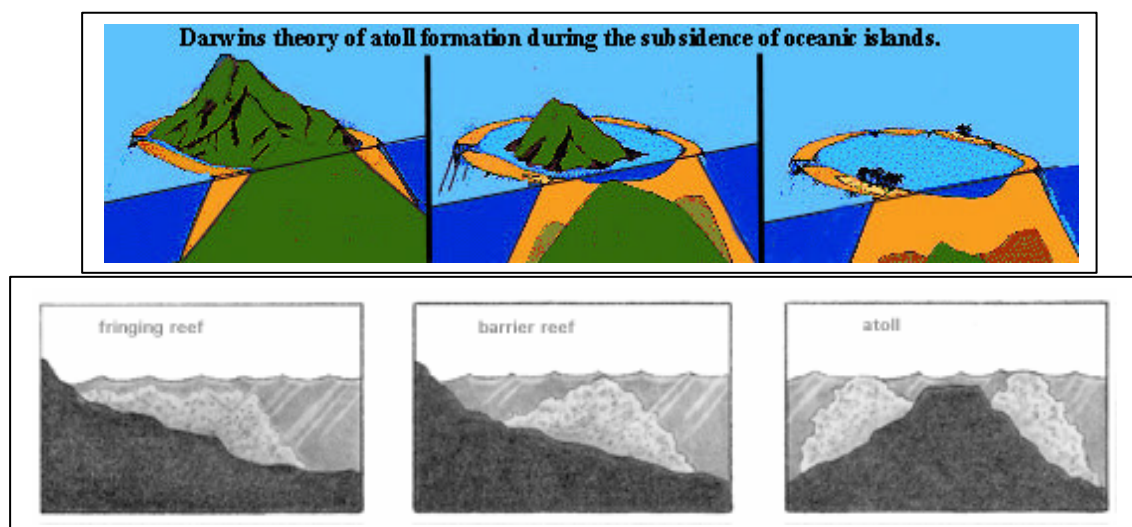 Darwins theory of atoll formation during the subsidence of oceanic islands.
fringing reef
barrier reef
atoll